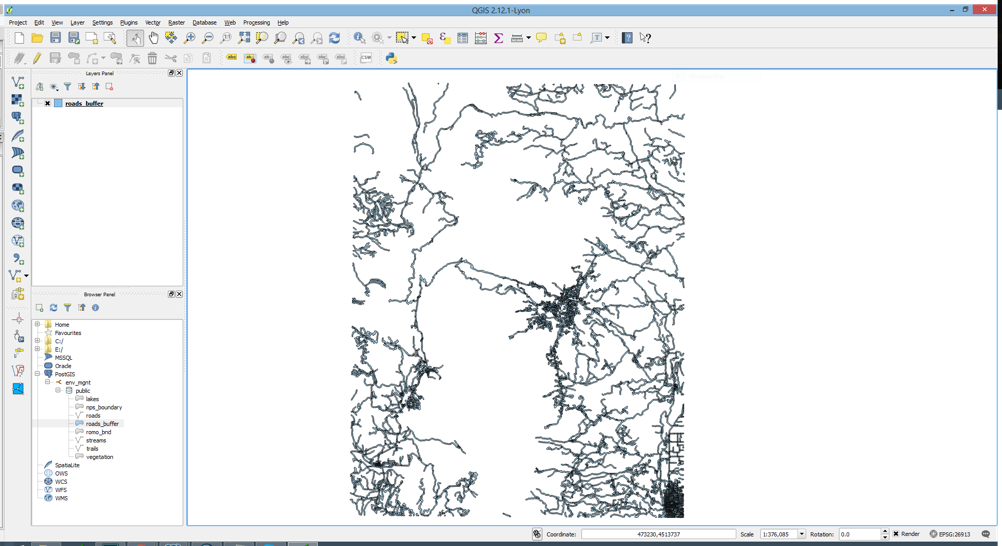 QGIS 2.12.1-Lyon
Project Edit View Layer Settings Plugins Vector Raster Database Web Processing Help
Layers Panel
roads_buffer
Browser Panel
Home
Favourites
C:/
E:/
MSSQL
Oracle
PostGIS
env_mgnt
public
lakes
nps_boundary
roads
roads_buffer
romo_bnd
streams
trails
vegetation
SpatiaLite
OWS
WCS
WFS
WMS
Coordinate: 473230,4513737 Scale 1:376,085 Rotation: 0.0 Render EPSG:26913